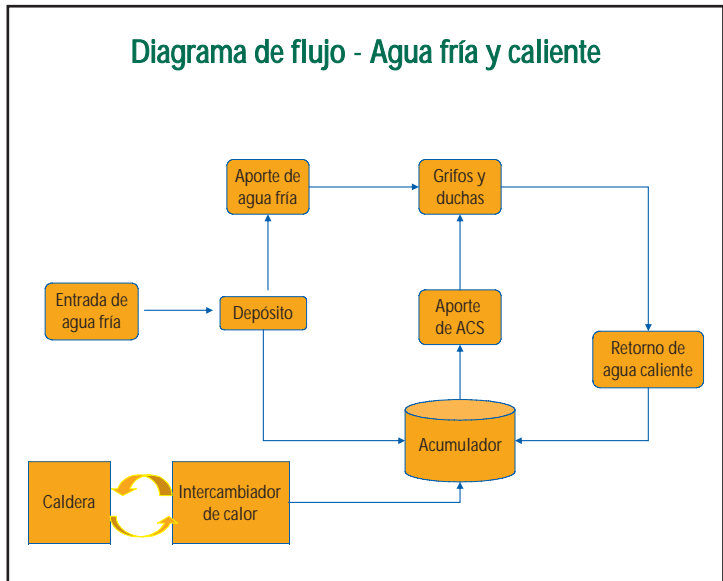 Diagrama de flujo - Agua fría y caliente
Aporte de
agua fría
Grifos y
duchas
Entrada de
agua fría
Depósito
Aporte
de ACS
Retorno de
agua caliente
Acumulador
Caldera
Intercambiador
de calor